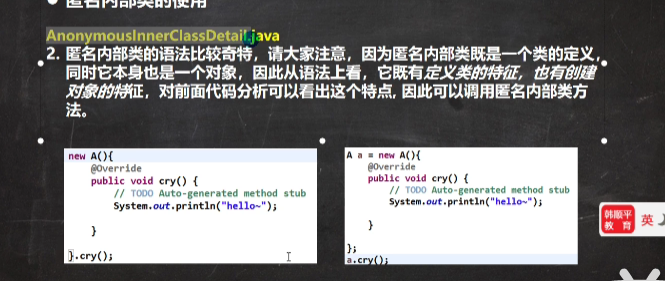 匿名内部类的使用
AnonymousInnerClassDetail.java
2. 匿名内部类的语法比较奇特，请大家注意，因为匿名内部类既是一个类的定义，
同时它本身也是一个对象，因此从语法上看，它既有定义类的特征，也有创建
对象的特征，对前面代码分析可以看出这个特点, 因此可以调用匿名内部类方
法。
new A(){
@Override
public void cry() {
// TODO Auto-generated method stub
System.out.println("hello~");
}
}.cry();
A a = new A(){
@Override
public void cry() {
// TODO Auto-generated method stub
System.out.println("hello~");
}
};
a.cry();
韩顺平
教育
英